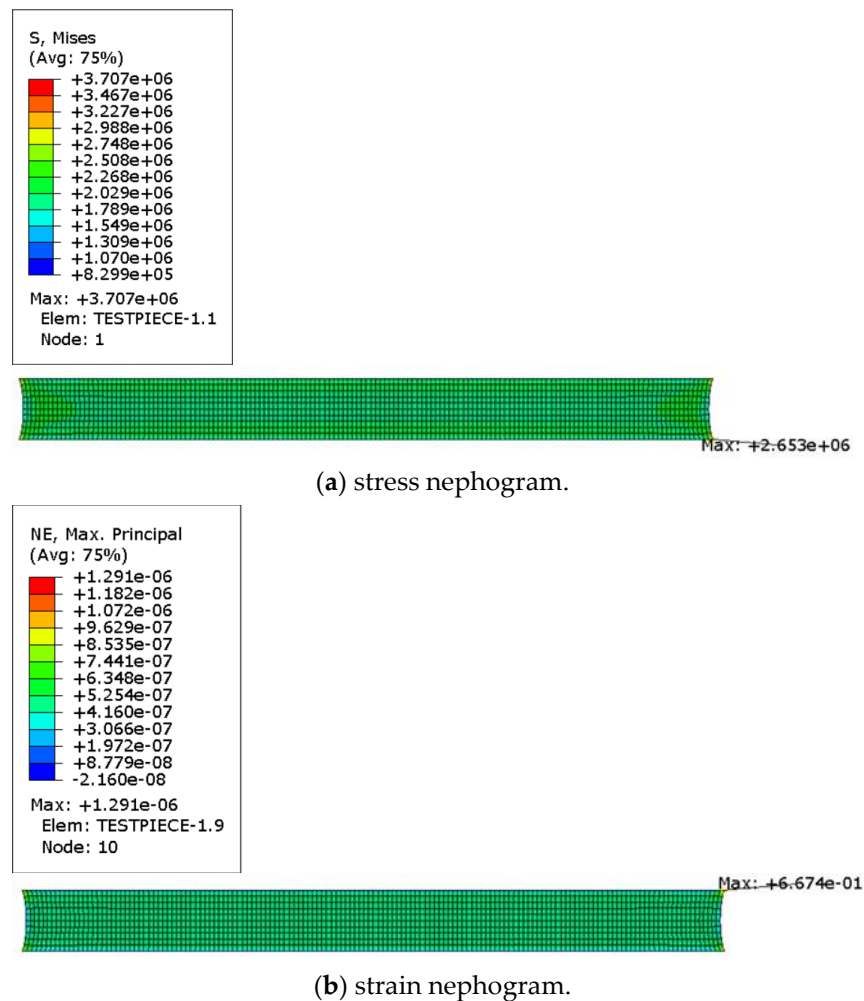 S, Mises
(Avg: 75%)
+3.707e+06
+3.467e+06
+3.227e+06
+2.988e+06
+2.748e+06
+2.508e+06
+2.268e+06
+2.029e+06
+1.789e+06
+1.549e+06
+1.309e+06
+1.070e+06
+8.299e+05
Max: +3.707e+06
Elem: TESTPIECE-1.1
Node: 1
Max: +2.653e+06
(a) stress nephogram.
NE, Max. Principal
(Avg: 75%)
+1.291e-06
+1.182e-06
+1.072e-06
+9.629e-07
+8.535e-07
+7.441e-07
+6.348e-07
+5.254e-07
+4.160e-07
+3.066e-07
+1.972e-07
+8.779e-08
-2.160e-08
Max: +1.291e-06
Elem: TESTPIECE-1.9
Node: 10
Max: +6.674e-01
(b) strain nephogram.